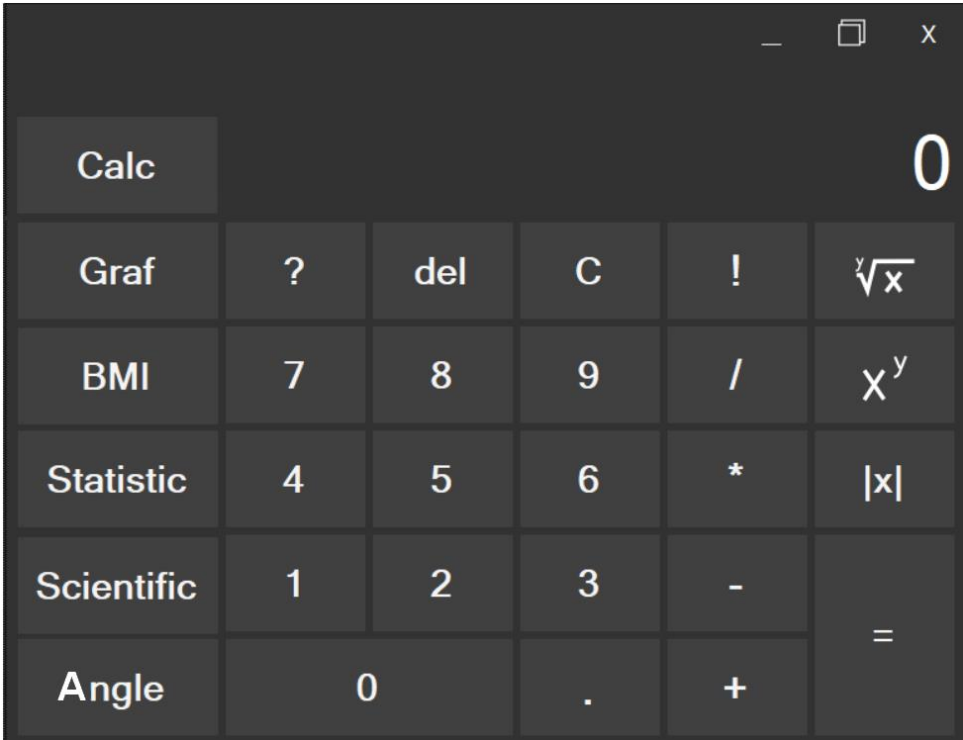 _ X
Calc 0
Graf ? del C ! ʸ√x
BMI 7 8 9 / xʸ
Statistic 4 5 6 * |x|
Scientific 1 2 3 -
=
Angle 0 . +